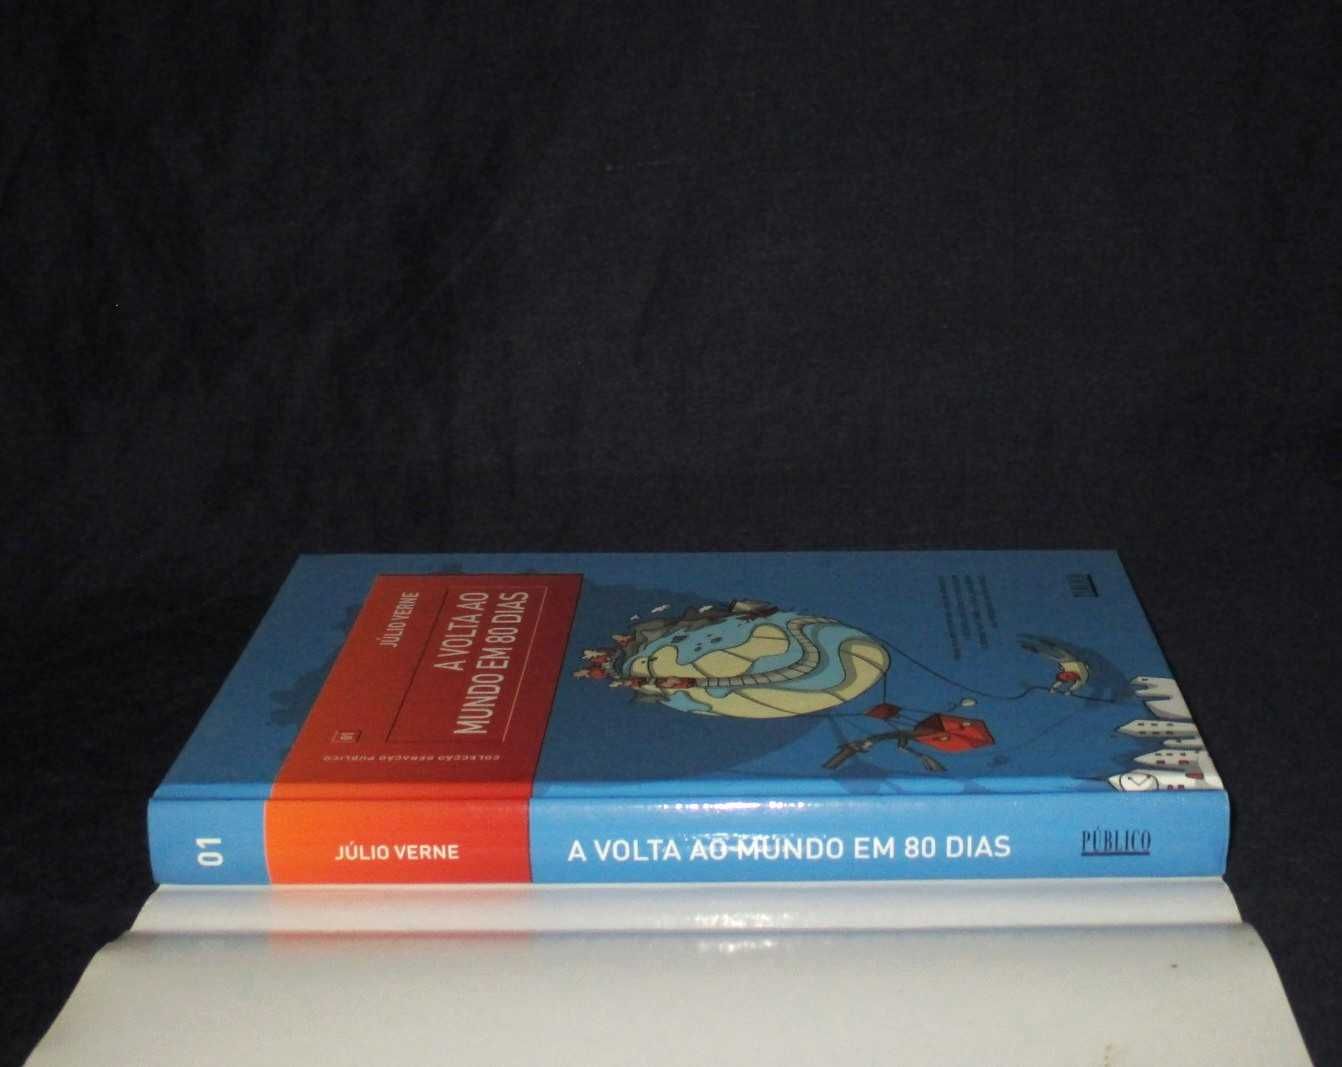 JÚLIO VERNE
A VOLTA AO
MUNDO EM 80 DIAS
01
COLECÇÃO GERAÇÃO PÚBLICO
01
JÚLIO VERNE
A VOLTA AO MUNDO EM 80 DIAS
PÚBLICO